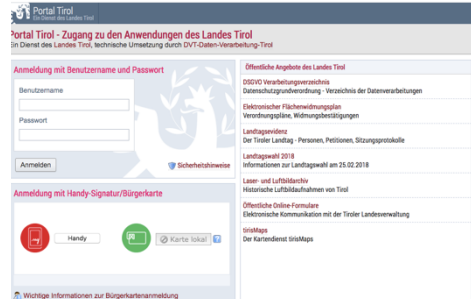 Portal Tirol
Ein Dienst des Landes Tirol
Portal Tirol - Zugang zu den Anwendungen des Landes Tirol
Ein Dienst des Landes Tirol, technische Umsetzung durch DVT-Daten-Verarbeitung-Tirol
Anmeldung mit Benutzername und Passwort
Benutzername
Passwort
Anmelden
Sicherheitshinweise
Anmeldung mit Handy-Signatur/Bürgerkarte
Handy
Karte lokal
Wichtige Informationen zur Bürgerkartenanmeldung
Öffentliche Angebote des Landes Tirol
DSGVO Verarbeitungsverzeichnis
Datenschutzgrundverordnung - Verzeichnis der Datenverarbeitungen
Elektronischer Flächenwidmungsplan
Verordnungspläne, Widmungsbestätigungen
Landtagsevidenz
Der Tiroler Landtag - Personen, Petitionen, Sitzungsprotokolle
Landtagswahl 2018
Informationen zur Landtagswahl am 25.02.2018
Laser- und Luftbildarchiv
Historische Luftbildaufnahmen von Tirol
Öffentliche Online-Formulare
Elektronische Kommunikation mit der Tiroler Landesverwaltung
tirisMaps
Der Kartendienst tirisMaps